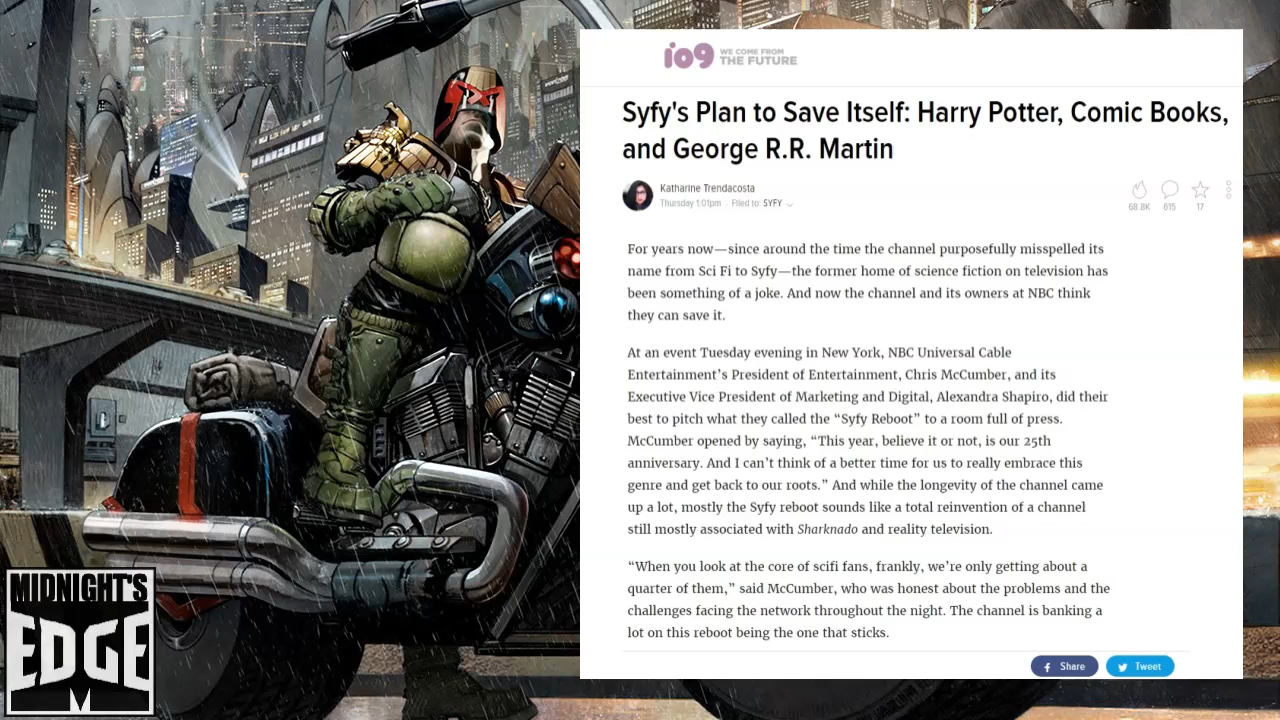 io9 WE COME FROM
THE FUTURE
Syfy's Plan to Save Itself: Harry Potter, Comic Books,
and George R.R. Martin
Katharine Trendacosta
Thursday 1:01pm · Filed to: SYFY
68.8K 615 17
For years now—since around the time the channel purposefully misspelled its
name from Sci Fi to Syfy—the former home of science fiction on television has
been something of a joke. And now the channel and its owners at NBC think
they can save it.
At an event Tuesday evening in New York, NBC Universal Cable
Entertainment's President of Entertainment, Chris McCumber, and its
Executive Vice President of Marketing and Digital, Alexandra Shapiro, did their
best to pitch what they called the “Syfy Reboot” to a room full of press.
McCumber opened by saying, “This year, believe it or not, is our 25th
anniversary. And I can’t think of a better time for us to really embrace this
genre and get back to our roots.” And while the longevity of the channel came
up a lot, mostly the Syfy reboot sounds like a total reinvention of a channel
still mostly associated with Sharknado and reality television.
“When you look at the core of scifi fans, frankly, we’re only getting about a
quarter of them,” said McCumber, who was honest about the problems and the
challenges facing the network throughout the night. The channel is banking a
lot on this reboot being the one that sticks.
Share Tweet
MIDNIGHT'S
EDGE